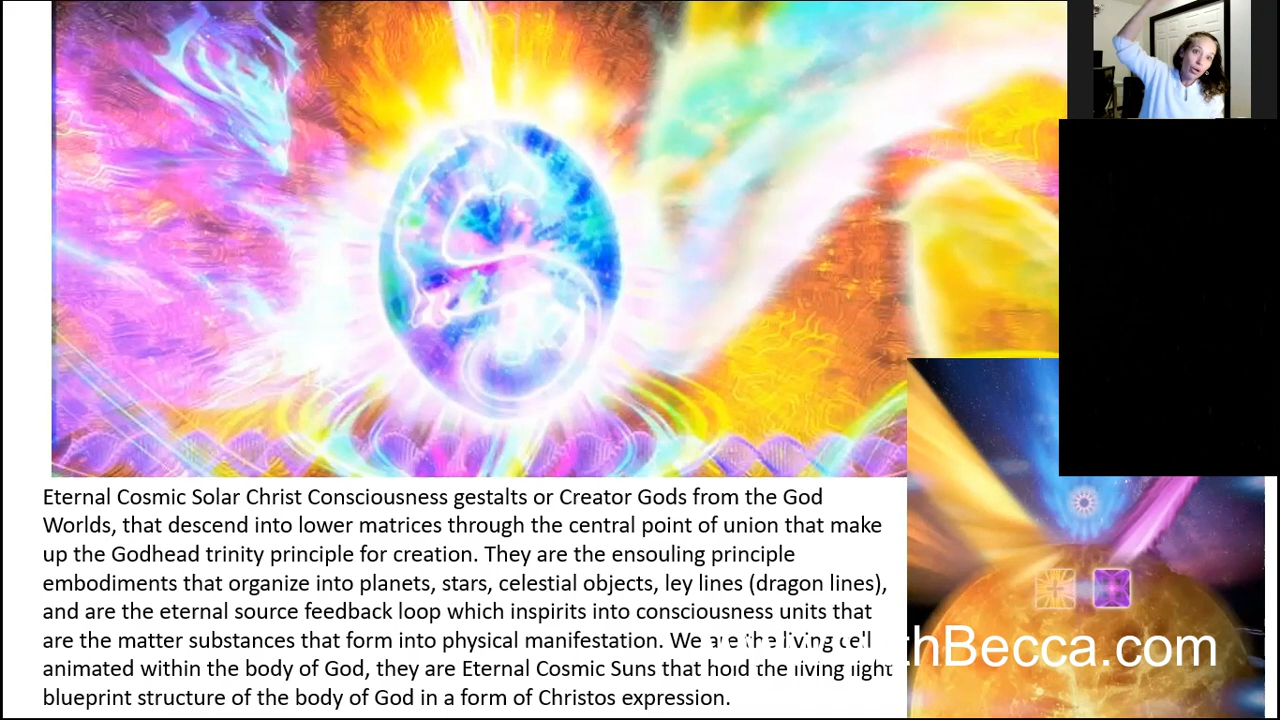 Eternal Cosmic Solar Christ Consciousness gestalts or Creator Gods from the God
Worlds, that descend into lower matrices through the central point of union that make
up the Godhead trinity principle for creation. They are the ensouling principle
embodiments that organize into planets, stars, celestial objects, ley lines (dragon lines),
and are the eternal source feedback loop which inspirits into consciousness units that
are the matter substances that form into physical manifestation. We are the living cell
animated within the body of God, they are Eternal Cosmic Suns that hold the living light
blueprint structure of the body of God in a form of Christos expression.
thBecca.com